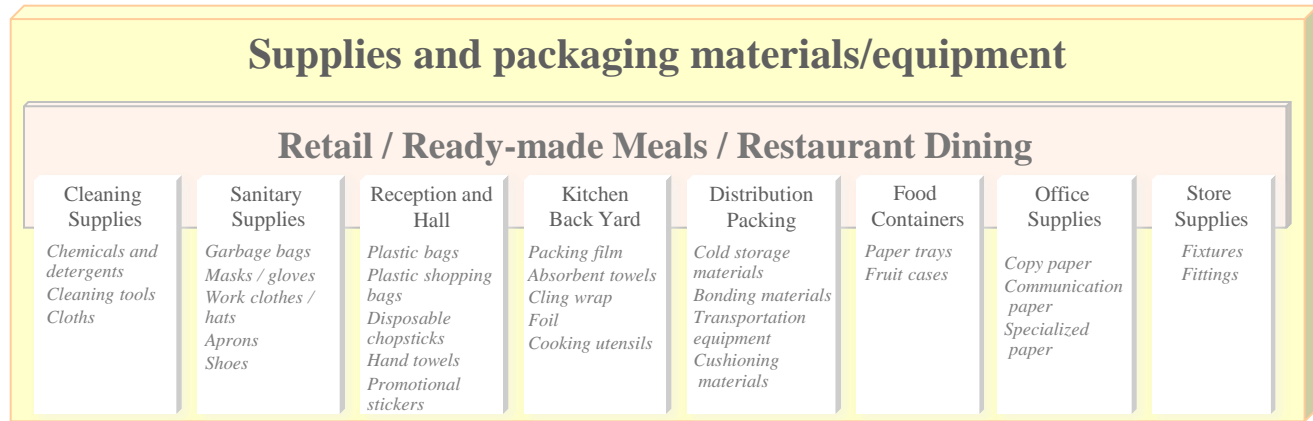 Supplies and packaging materials/equipment
Retail / Ready-made Meals / Restaurant Dining
Cleaning
Supplies
Chemicals and
detergents
Cleaning tools
Cloths
Sanitary
Supplies
Garbage bags
Masks / gloves
Work clothes /
hats
Aprons
Shoes
Reception and
Hall
Plastic bags
Plastic shopping
bags
Disposable
chopsticks
Hand towels
Promotional
stickers
Kitchen
Back Yard
Packing film
Absorbent towels
Cling wrap
Foil
Cooking utensils
Distribution
Packing
Cold storage
materials
Bonding materials
Transportation
equipment
Cushioning
materials
Food
Containers
Paper trays
Fruit cases
Office
Supplies
Copy paper
Communication
paper
Specialized
paper
Store
Supplies
Fixtures
Fittings